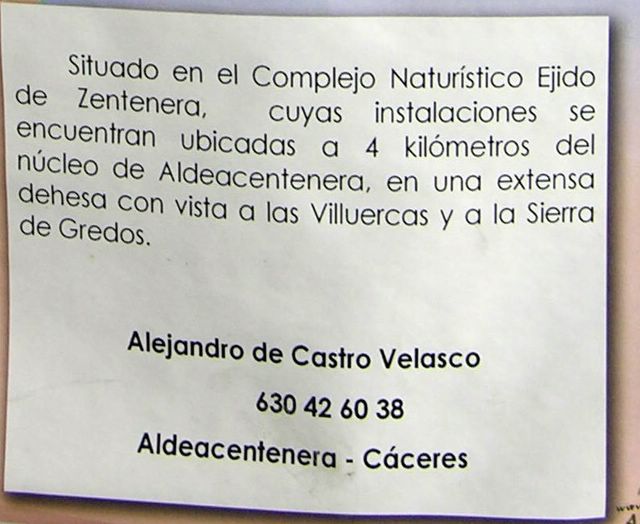 Situado en el Complejo Naturístico Ejido
de Zentenera, cuyas instalaciones se
encuentran ubicadas a 4 kilómetros del
núcleo de Aldeacentenera, en una extensa
dehesa con vista a las Villuercas y a la Sierra
de Gredos.
Alejandro de Castro Velasco
630 42 60 38
Aldeacentenera - Cáceres